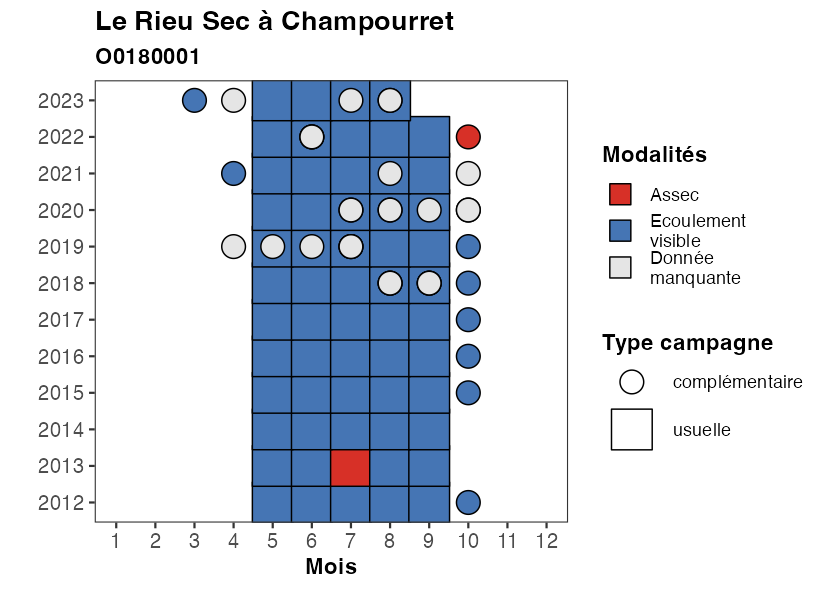 Le Rieu Sec à Champourret
O0180001
2023
2022
2021
2020
2019
2018
2017
2016
2015
2014
2013
2012
1 2 3 4 5 6 7 8 9 10 11 12
Mois
Modalités
Assec
Ecoulement
visible
Donnée
manquante
Type campagne
complémentaire
usuelle